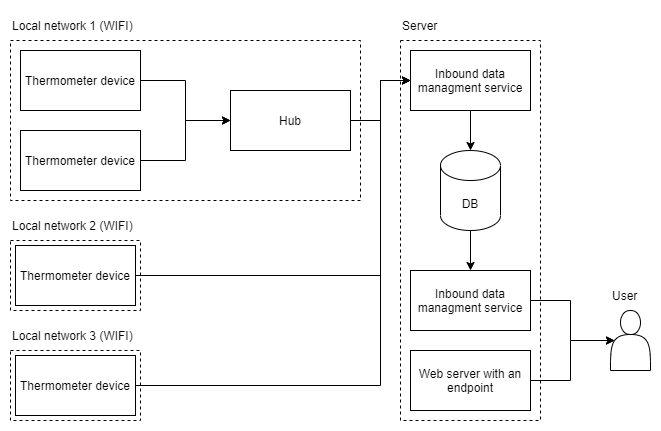 Local network 1 (WIFI)
Server
Thermometer device
Inbound data
managment service
Hub
Thermometer device
DB
Local network 2 (WIFI)
Thermometer device
Inbound data
managment service
User
Local network 3 (WIFI)
Thermometer device
Web server with an
endpoint